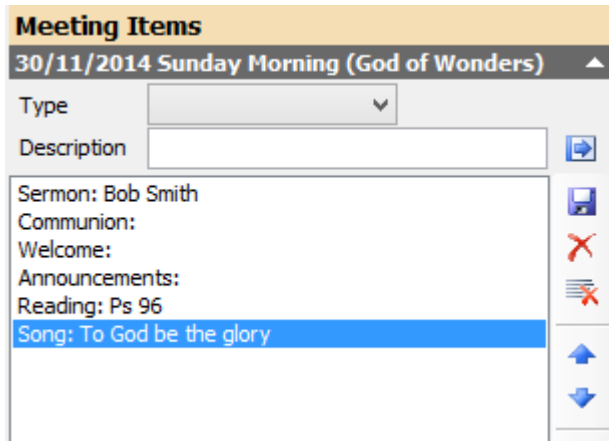 Meeting Items
30/11/2014 Sunday Morning (God of Wonders)
Type
Description
Sermon: Bob Smith
Communion:
Welcome:
Announcements:
Reading: Ps 96
Song: To God be the glory